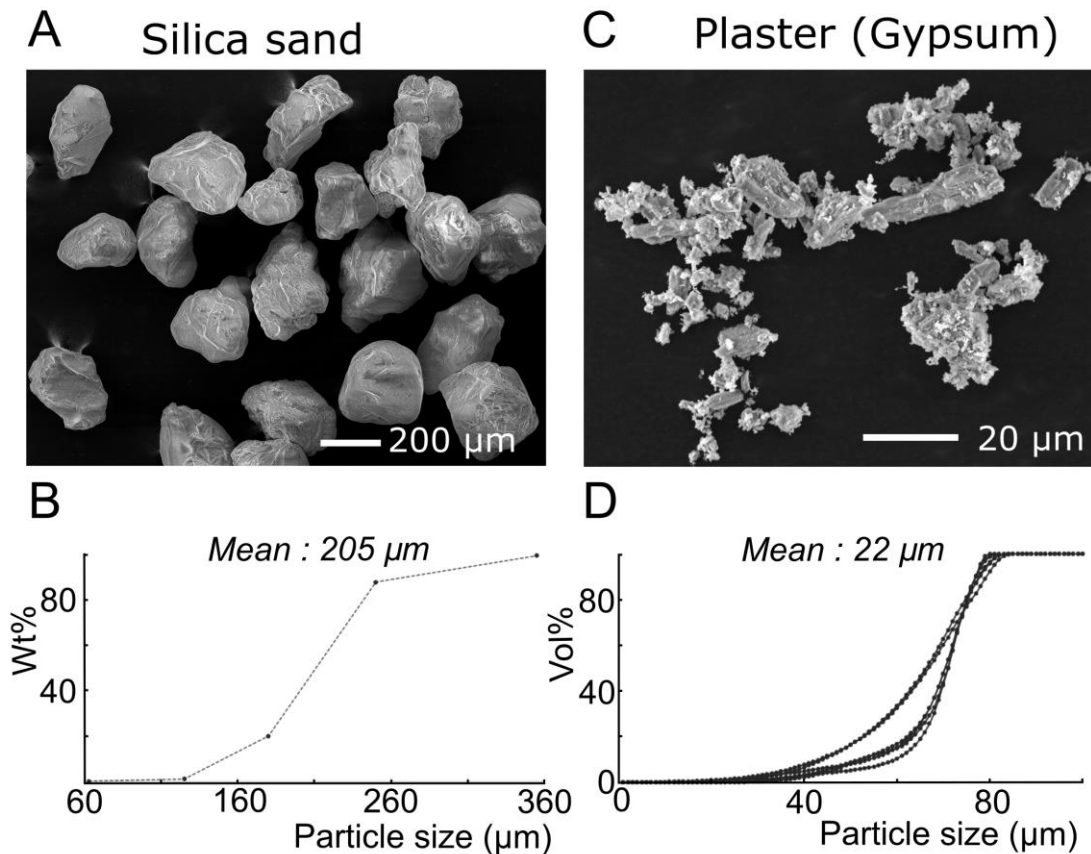 A
Silica sand
200 µm
C
Plaster (Gypsum)
20 µm
B
Mean : 205 µm
Wt%
80
40
60
160
260
360
Particle size (µm)
D
Mean : 22 µm
Vol%
80
40
0
0
40
80
Particle size (µm)